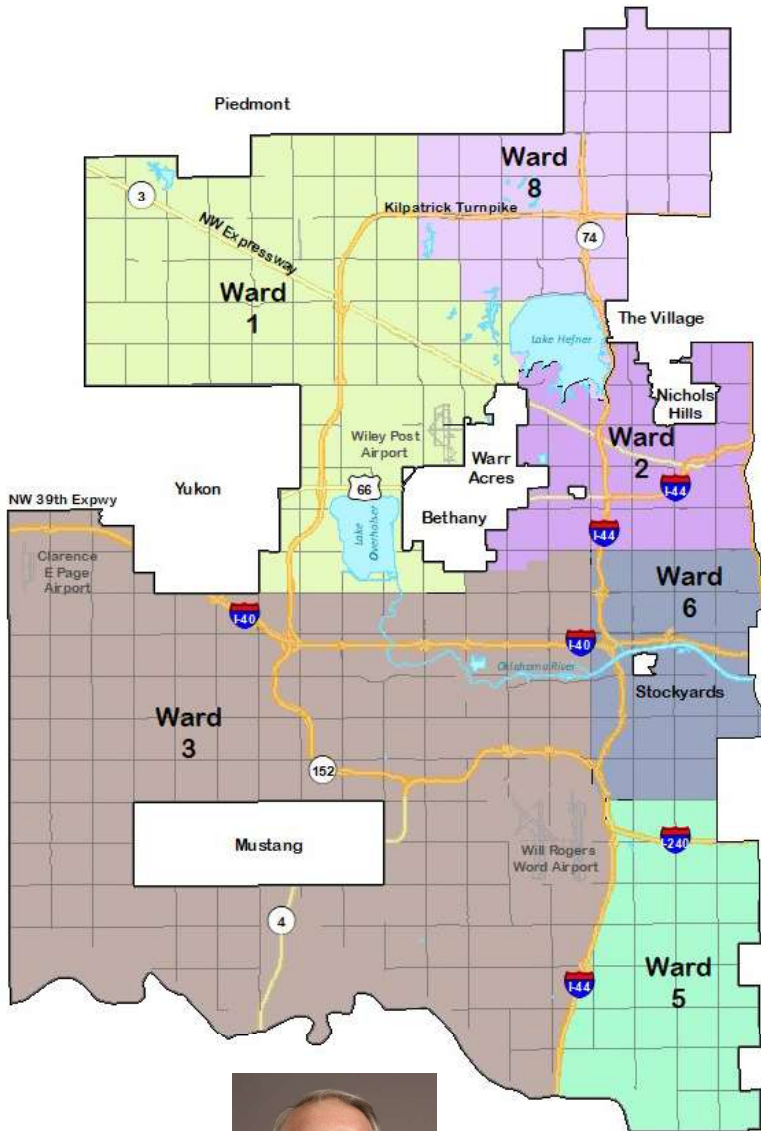 Piedmont
Ward
8
3
Kilpatrick Turnpike
NW Expressway
74
Ward
1
The Village
Lake Hefner
Nichols
Hills
Wiley Post
Airport
Ward
2
Warr
Acres
Yukon
66
I-44
NW 39th Expwy
Bethany
Lake
Overholser
I-44
Clarence
E Page
Airport
Ward
6
I-40
I-40
Oklahoma River
Stockyards
Ward
3
152
Mustang
Will Rogers
Word Airport
I-240
4
Ward
5
I-44